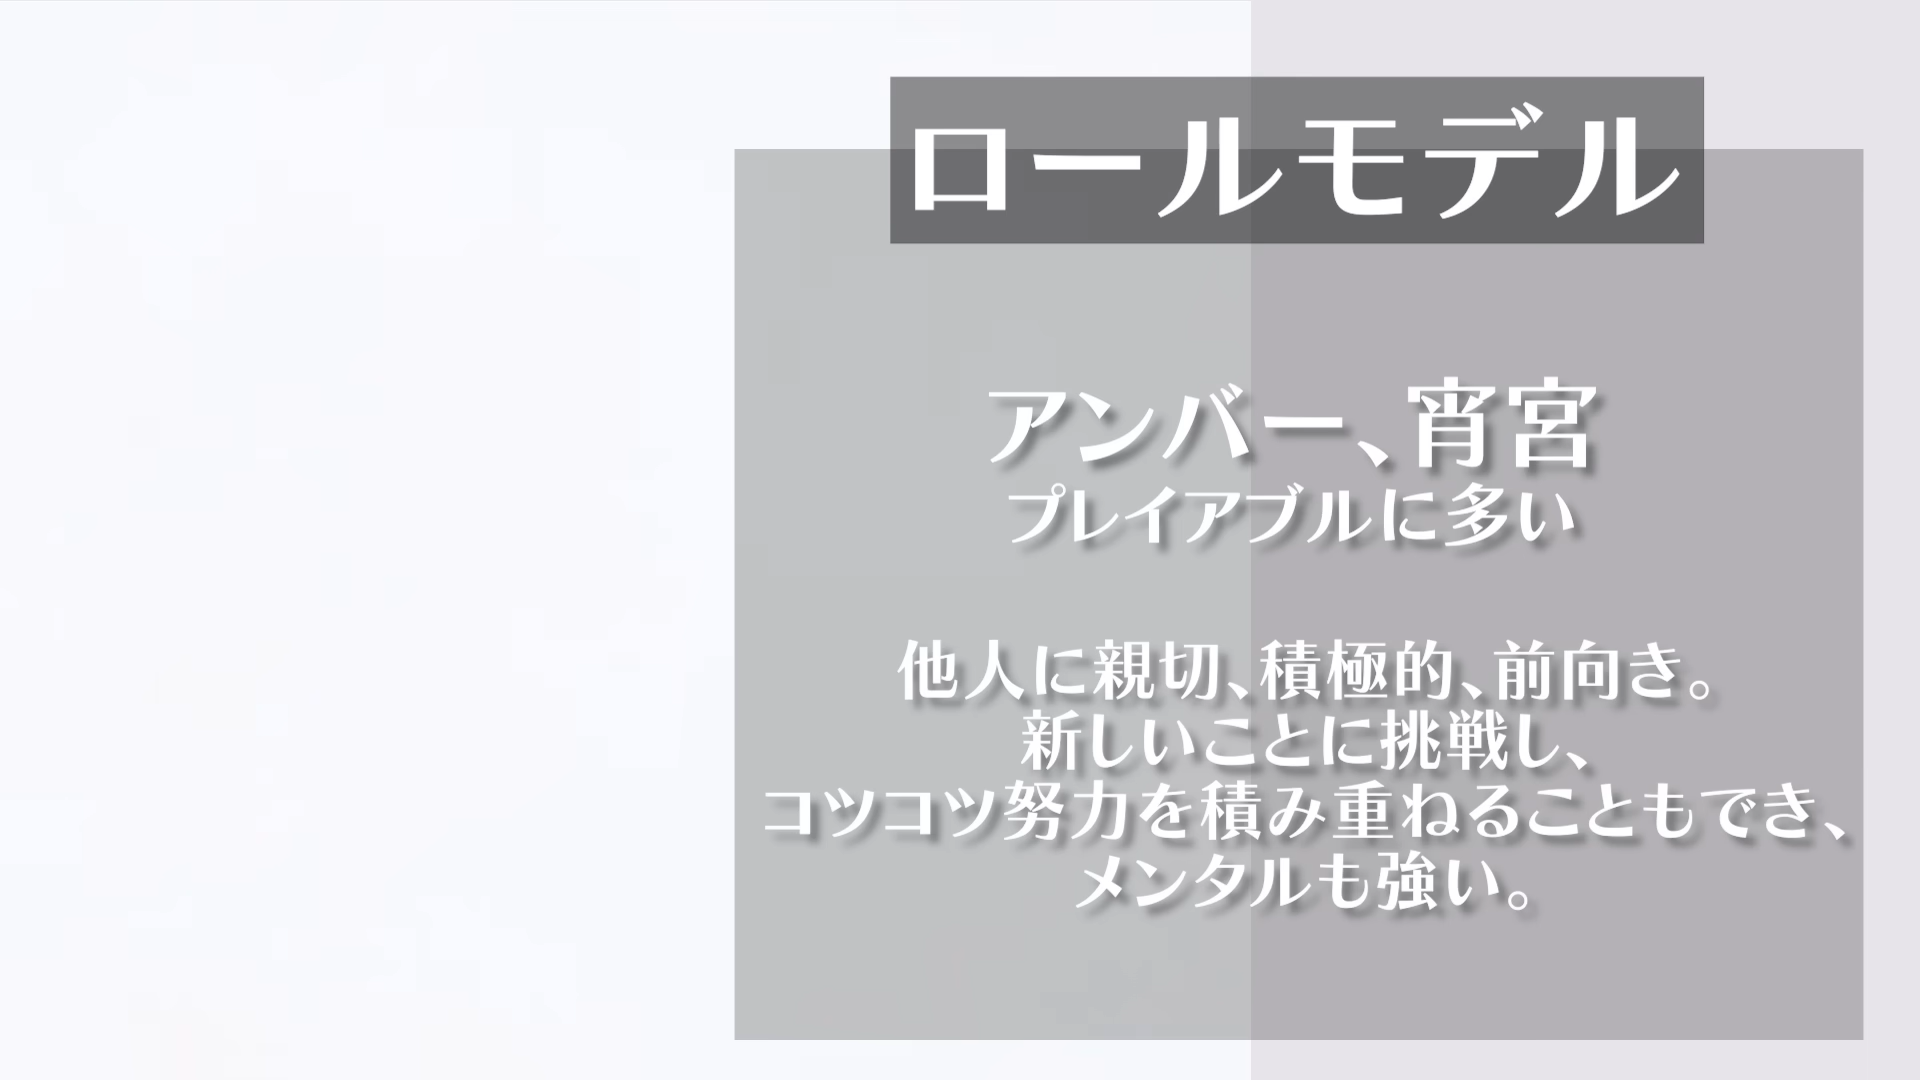 ロールモデル
アンバー、宵宮
プレイアブルに多い
他人に親切、積極的、前向き。
新しいことに挑戦し、
コツコツ努力を積み重ねることもでき、
メンタルも強い。